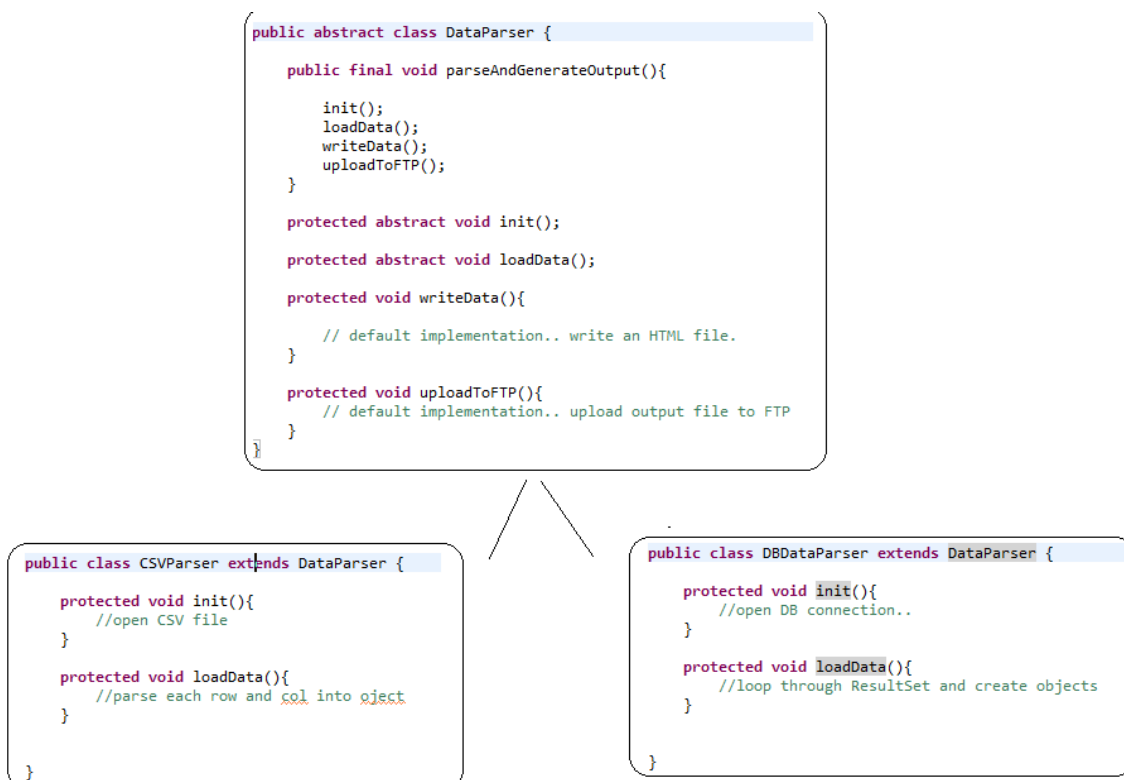 public abstract class DataParser {
public final void parseAndGenerateOutput(){
init();
loadData();
writeData();
uploadToFTP();
}
protected abstract void init();
protected abstract void loadData();
protected void writeData(){
// default implementation.. write an HTML file.
}
protected void uploadToFTP(){
// default implementation.. upload output file to FTP
}
}
public class CSVParser extends DataParser {
protected void init(){
//open CSV file
}
protected void loadData(){
//parse each row and col into oject
}
}
public class DBDataParser extends DataParser {
protected void init(){
//open DB connection..
}
protected void loadData(){
//loop through ResultSet and create objects
}
}